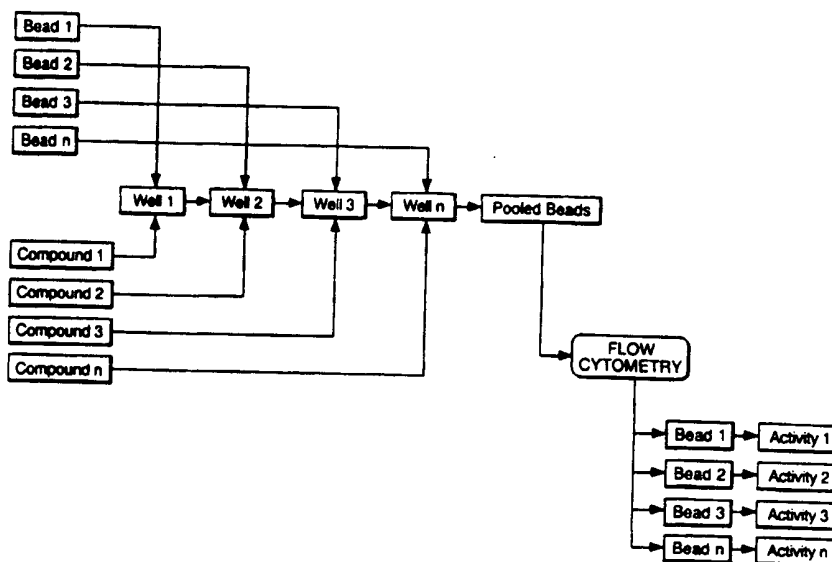 Bead 1
Bead 2
Bead 3
Bead n
Well 1
Well 2
Well 3
Well n
Pooled Beads
Compound 1
Compound 2
Compound 3
Compound n
FLOW
CYTOMETRY
Bead 1
Activity 1
Bead 2
Activity 2
Bead 3
Activity 3
Bead n
Activity n